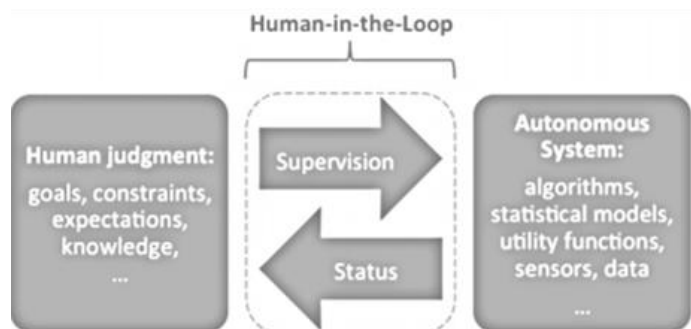 Human-in-the-Loop
Human judgment:
goals, constraints,
expectations,
knowledge,
...
Supervision
Status
Autonomous
System:
algorithms,
statistical models,
utility functions,
sensors, data
...